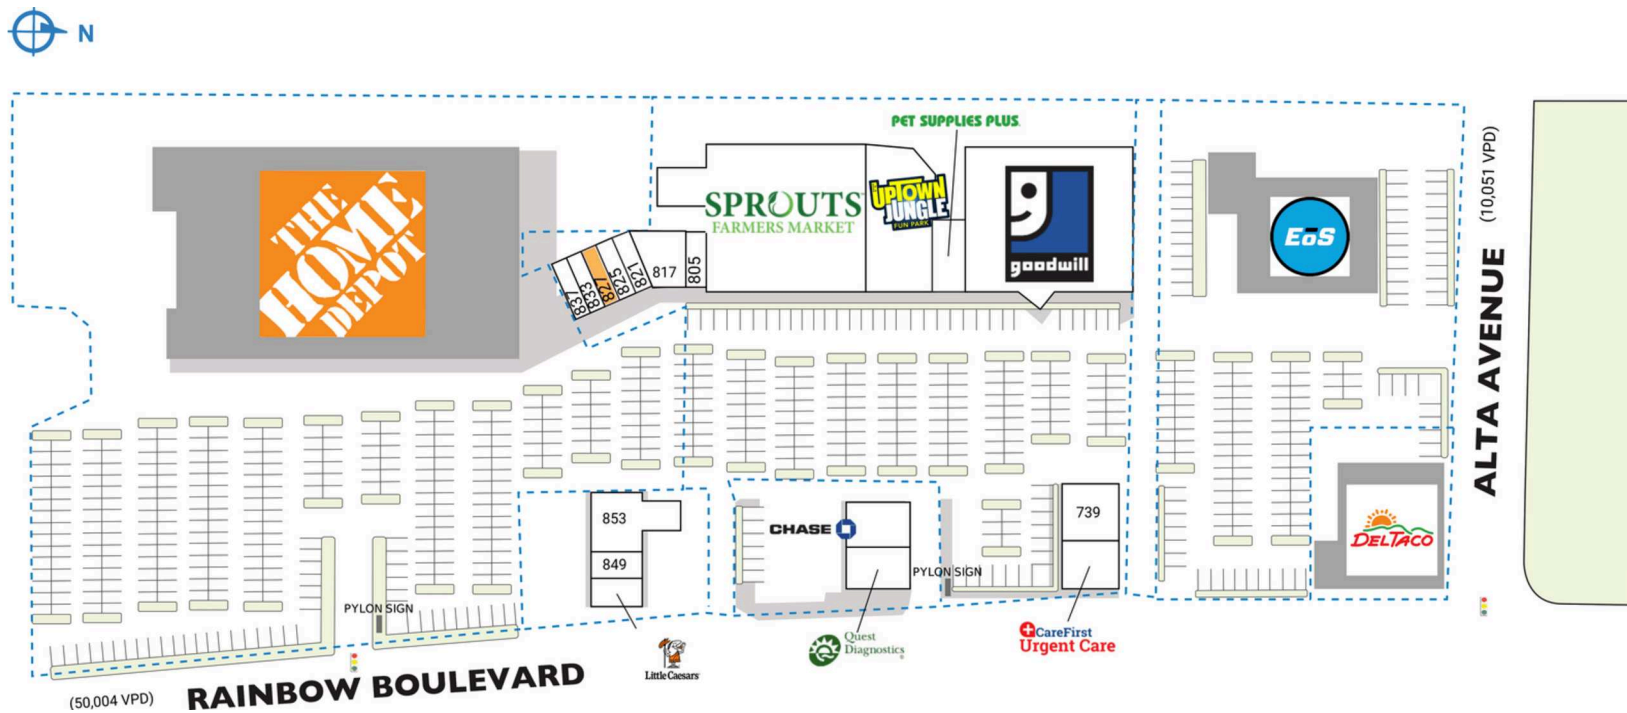 N
PET SUPPLIES PLUS
(10,051 VPD)
ALTA AVENUE
THE
HOME
DEPOT
SPROUTS
FARMERS MARKET
UPTOWN
JUNGLE
FUN PARK
goodwill
EōS
837
833
827
825
821
817
805
853
849
CHASE
739
DEL TACO
PYLON SIGN
PYLON SIGN
Little Caesars
Quest
Diagnostics
CareFirst
Urgent Care
(50,004 VPD)
RAINBOW BOULEVARD